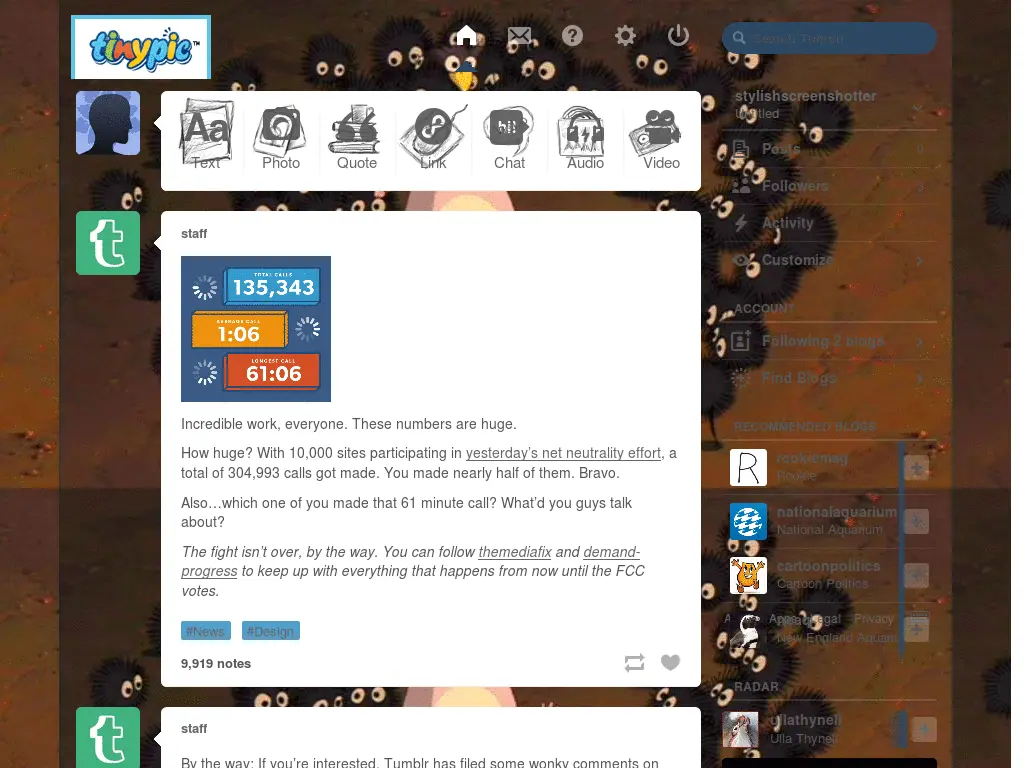 tinypic™
Search Tumblr
stylishscreenshotter
Untitled
Aa
hi!
Text
Photo
Quote
Link
Chat
Audio
Video
Posts
0
Followers
3
Activity
Customize
ACCOUNT
Following 2 blogs
Find Blogs
RECOMMENDED BLOGS
rookiemag
Rookie
nationalaquarium
National Aquarium
cartoonpolitics
Cartoon Politics
Apps
Legal
Privacy
New England Aquari
RADAR
ullathynell
Ulla Thynell
staff
TOTAL CALLS
135,343
AVERAGE CALL
1:06
LONGEST CALL
61:06
Incredible work, everyone. These numbers are huge.
How huge? With 10,000 sites participating in yesterday's net neutrality effort, a
total of 304,993 calls got made. You made nearly half of them. Bravo.
Also…which one of you made that 61 minute call? What'd you guys talk
about?
The fight isn't over, by the way. You can follow themediafix and demand-
progress to keep up with everything that happens from now until the FCC
votes.
#News #Design
9,919 notes
staff
By the way: If you're interested, Tumblr has filed some wonky comments on